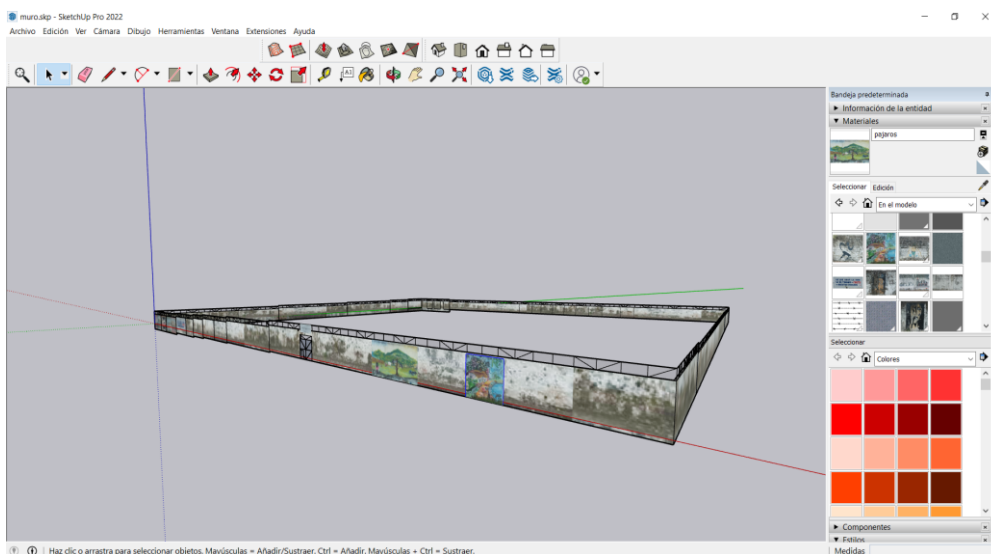 muro.skp - SketchUp Pro 2022
Archivo Edición Ver Cámara Dibujo Herramientas Ventana Extensiones Ayuda
Bandeja predeterminada
Información de la entidad
Materiales
pajaros
Seleccionar Edición
En el modelo
Seleccionar
Colores
Componentes
Estilos
Haz clic o arrastra para seleccionar objetos. Mayúsculas = Añadir/Sustraer. Ctrl = Añadir. Mayúsculas + Ctrl = Sustraer.
Medidas